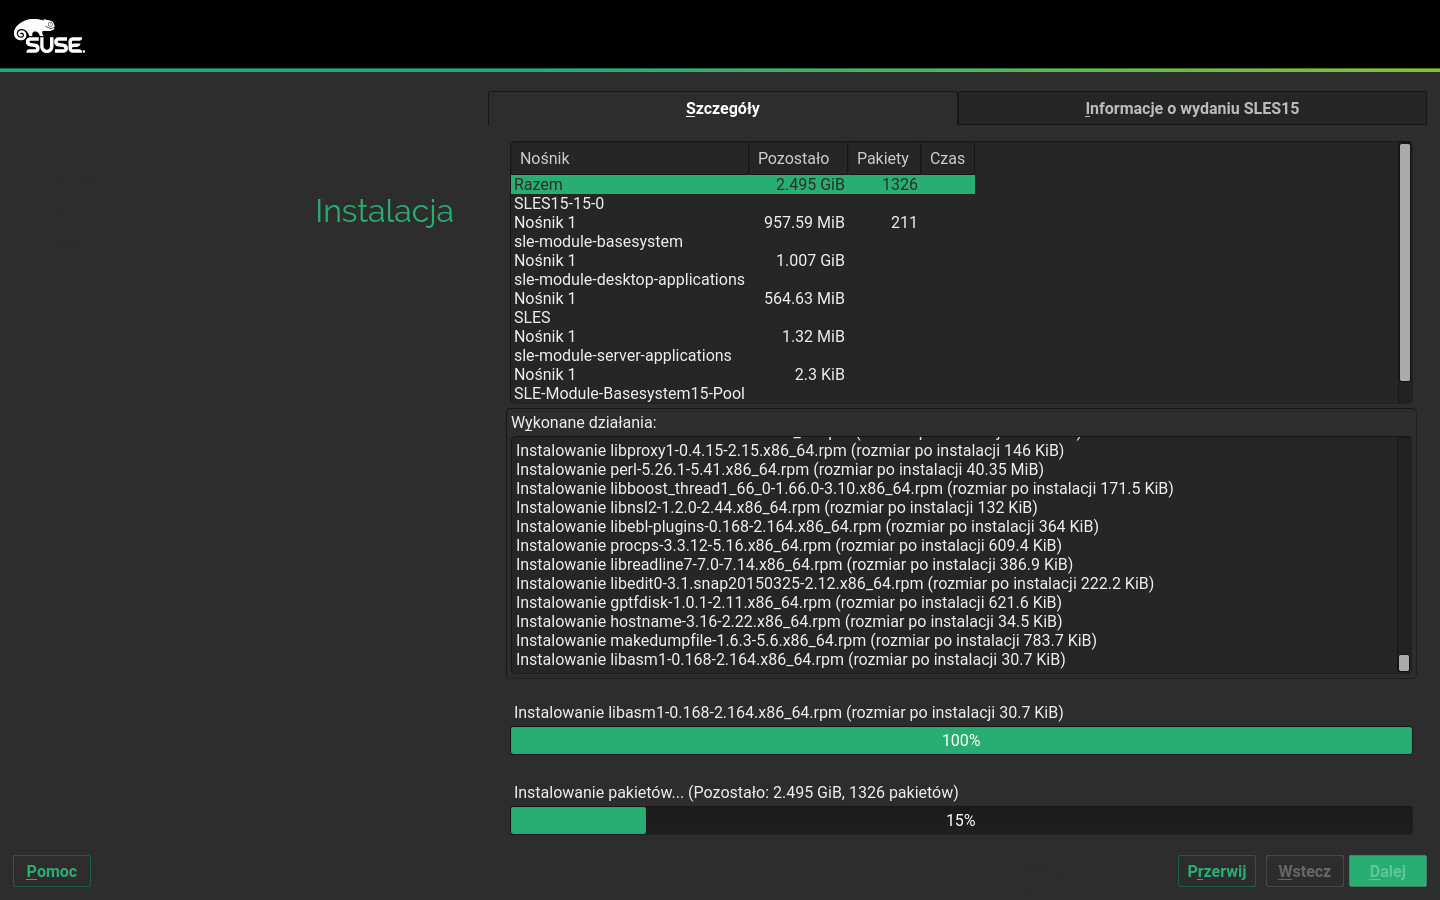 SUSE.
Szczegóły
Informacje o wydaniu SLES15
Instalacja
Nośnik Pozostało Pakiety Czas
Razem 2.495 GiB 1326
SLES15-15-0
Nośnik 1 957.59 MiB 211
sle-module-basesystem
Nośnik 1 1.007 GiB
sle-module-desktop-applications
Nośnik 1 564.63 MiB
SLES
Nośnik 1 1.32 MiB
sle-module-server-applications
Nośnik 1 2.3 KiB
SLE-Module-Basesystem15-Pool
Wykonane działania:
Instalowanie libproxy1-0.4.15-2.15.x86_64.rpm (rozmiar po instalacji 146 KiB)
Instalowanie perl-5.26.1-5.41.x86_64.rpm (rozmiar po instalacji 40.35 MiB)
Instalowanie libboost_thread1_66_0-1.66.0-3.10.x86_64.rpm (rozmiar po instalacji 171.5 KiB)
Instalowanie libnsl2-1.2.0-2.44.x86_64.rpm (rozmiar po instalacji 132 KiB)
Instalowanie libebl-plugins-0.168-2.164.x86_64.rpm (rozmiar po instalacji 364 KiB)
Instalowanie procps-3.3.12-5.16.x86_64.rpm (rozmiar po instalacji 609.4 KiB)
Instalowanie libreadline7-7.0-7.14.x86_64.rpm (rozmiar po instalacji 386.9 KiB)
Instalowanie libedit0-3.1.snap20150325-2.12.x86_64.rpm (rozmiar po instalacji 222.2 KiB)
Instalowanie gptfdisk-1.0.1-2.11.x86_64.rpm (rozmiar po instalacji 621.6 KiB)
Instalowanie hostname-3.16-2.22.x86_64.rpm (rozmiar po instalacji 34.5 KiB)
Instalowanie makedumpfile-1.6.3-5.6.x86_64.rpm (rozmiar po instalacji 783.7 KiB)
Instalowanie libasm1-0.168-2.164.x86_64.rpm (rozmiar po instalacji 30.7 KiB)
Instalowanie libasm1-0.168-2.164.x86_64.rpm (rozmiar po instalacji 30.7 KiB)
100%
Instalowanie pakietów... (Pozostało: 2.495 GiB, 1326 pakietów)
15%
Pomoc
Przerwij
Wstecz
Dalej